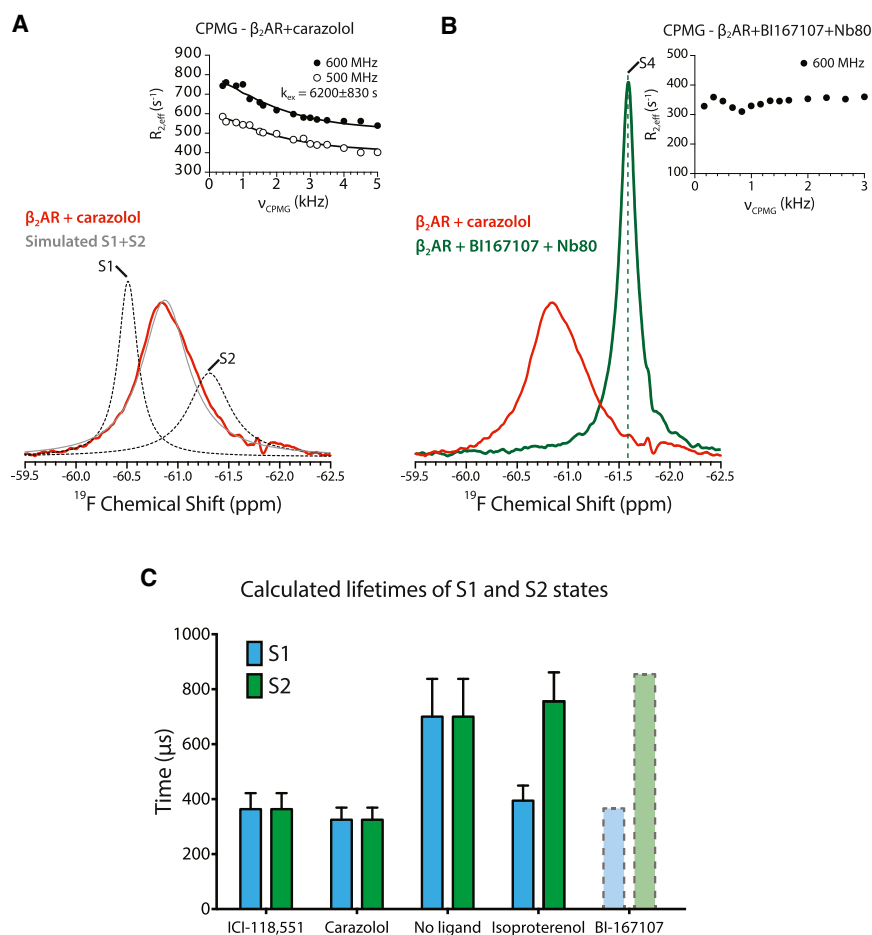 A
CPMG - β₂AR+carazolol
900
800
700
600
500
400
300
R₂,eff (s⁻¹)
600 MHz
500 MHz
kex = 6200±830 s
0 1 2 3 4 5
νCPMG (kHz)
β₂AR + carazolol
Simulated S1+S2
S1
S2
-59.5 -60.0 -60.5 -61.0 -61.5 -62.0 -62.5
¹⁹F Chemical Shift (ppm)
B
CPMG - β₂AR+BI167107+Nb80
500
400
300
200
100
R₂,eff (s⁻¹)
600 MHz
0 1 2 3
νCPMG (kHz)
S4
β₂AR + carazolol
β₂AR + BI167107 + Nb80
-59.5 -60.0 -60.5 -61.0 -61.5 -62.0 -62.5
¹⁹F Chemical Shift (ppm)
C
Calculated lifetimes of S1 and S2 states
1000
800
600
400
200
0
Time (µs)
S1
S2
ICI-118,551 Carazolol No ligand Isoproterenol BI-167107